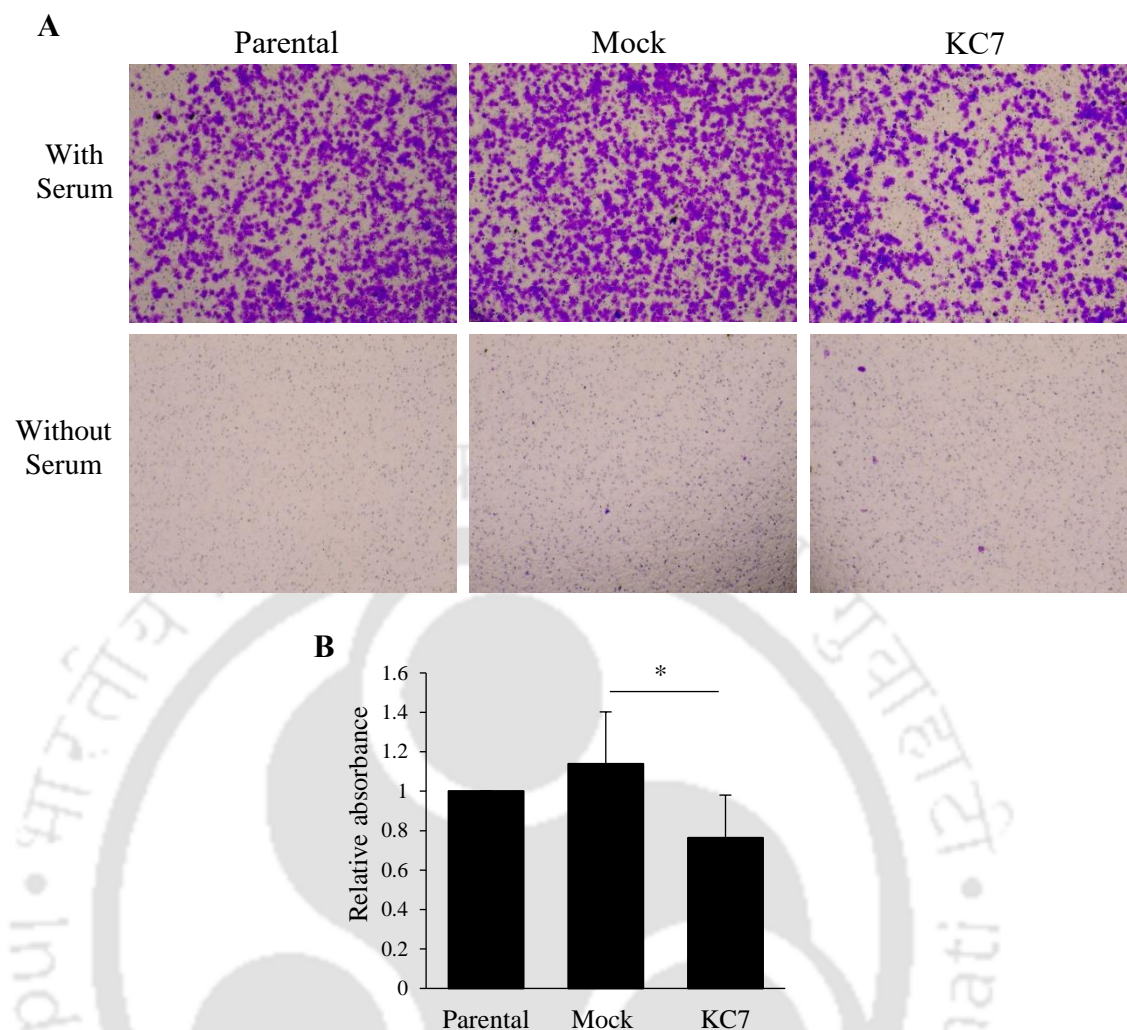 A
Parental
Mock
KC7
With
Serum
Without
Serum
B
*
1.6
1.4
1.2
1
0.8
0.6
0.4
0.2
0
Relative absorbance
Parental
Mock
KC7
भारतीय
गुवाहाटी